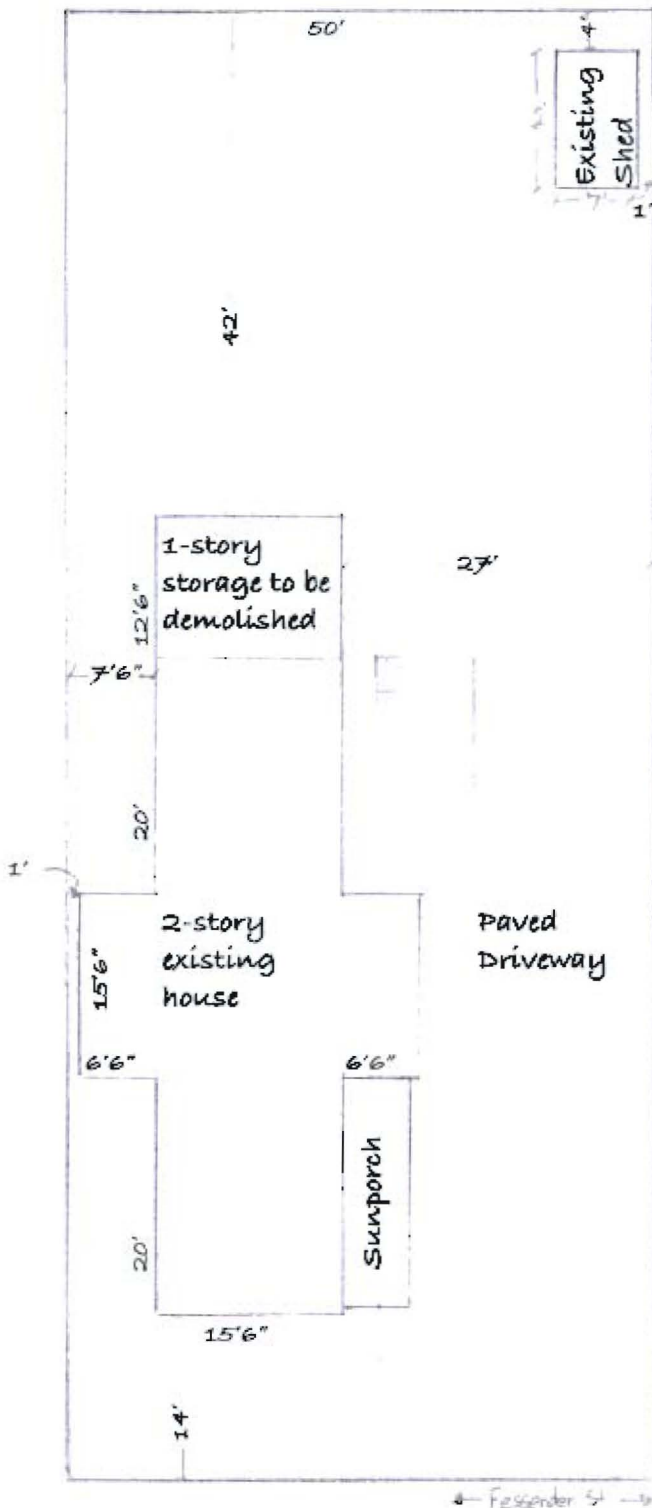 50'
4'
Existing
Shed
7'
1'
42'
1-story
storage to be
demolished
12'6"
27'
7'6"
20'
1'
2-story
existing
house
Paved
Driveway
15'6"
6'6"
6'6"
Sunporch
20'
15'6"
14'
Fessenden St